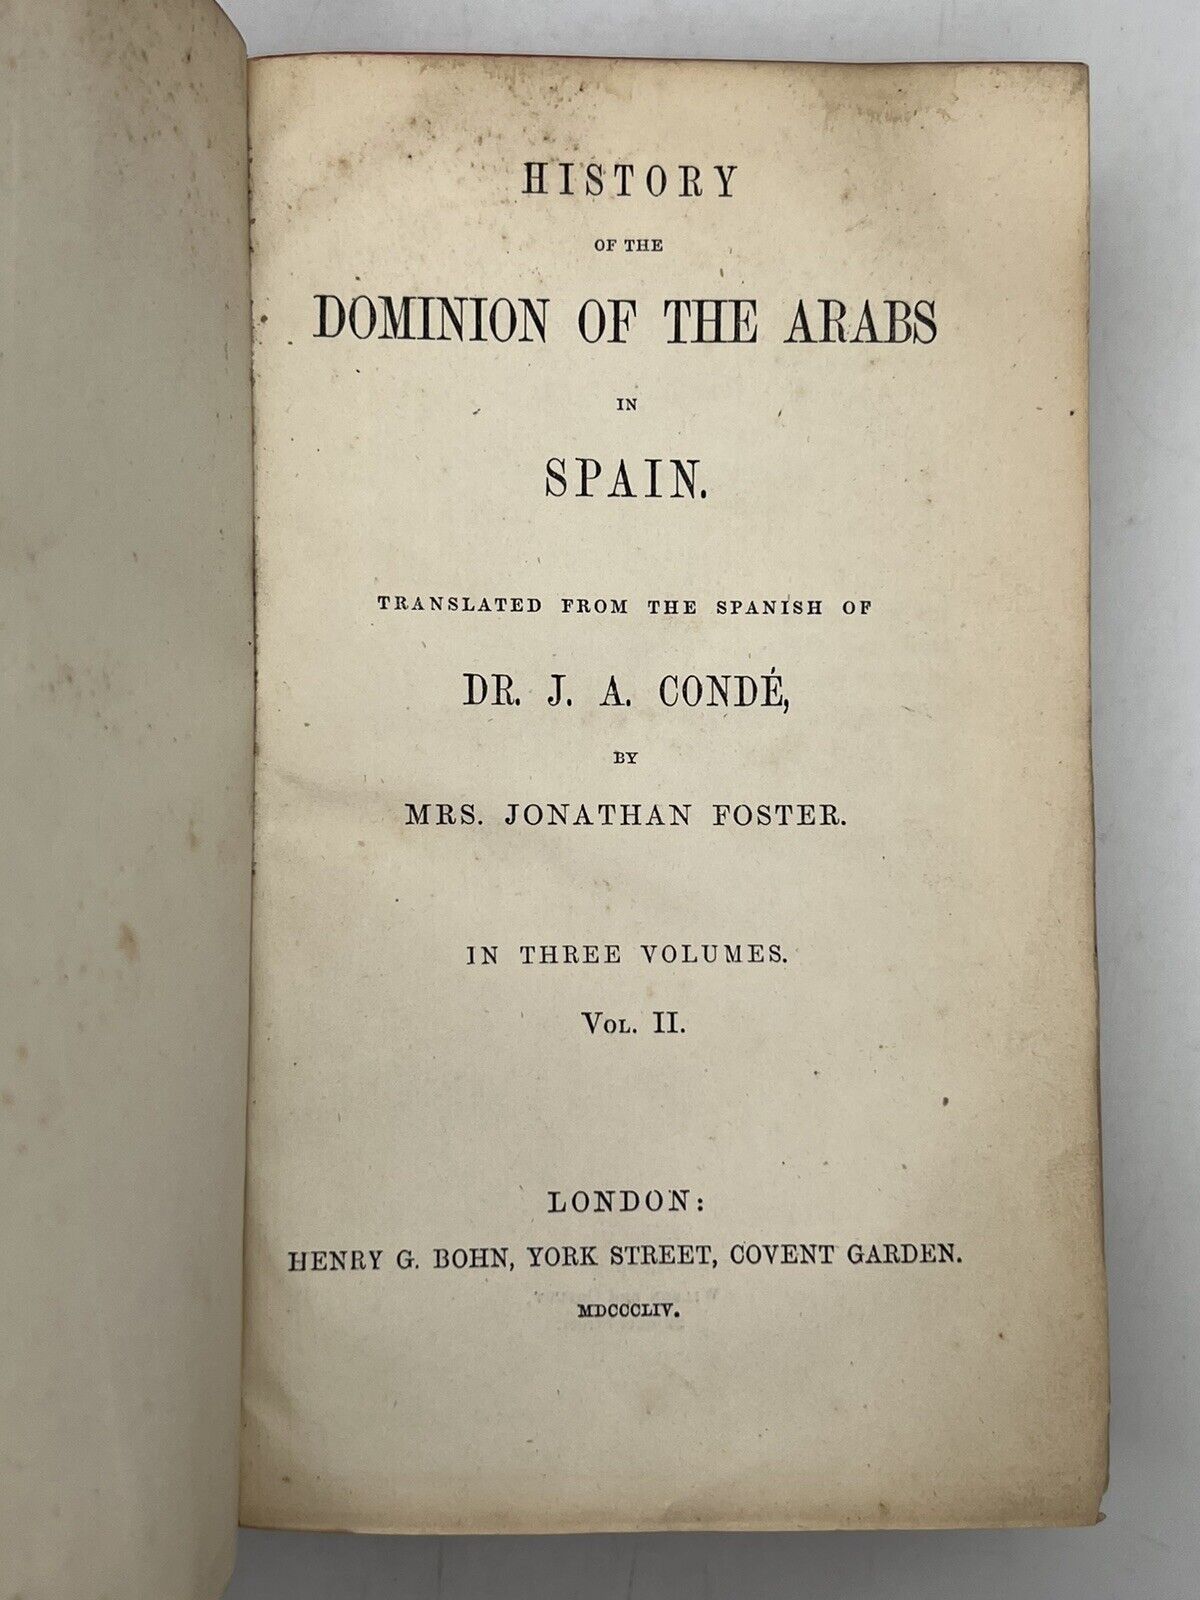 HISTORY
OF THE
DOMINION OF THE ARABS
IN
SPAIN.
TRANSLATED FROM THE SPANISH OF
DR. J. A. CONDÉ,
BY
MRS. JONATHAN FOSTER.
IN THREE VOLUMES.
VOL. II.
LONDON:
HENRY G. BOHN, YORK STREET, COVENT GARDEN.
MDCCCLIV.